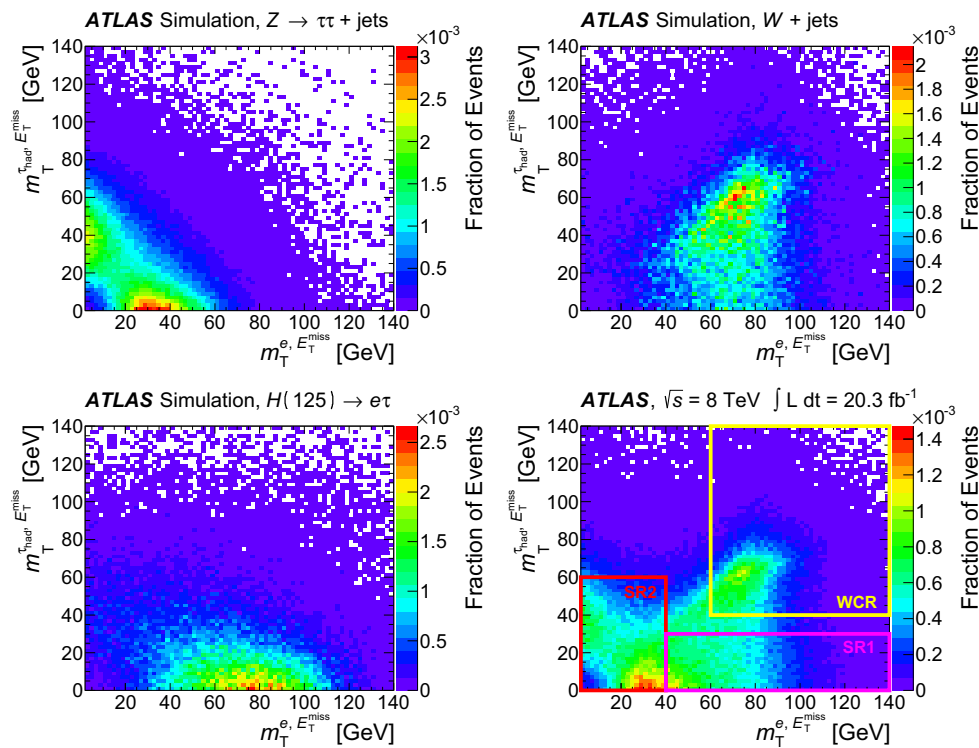 ATLAS Simulation, Z → ττ + jets
×10⁻³
m_T^{τ_had, E_T^miss} [GeV]
140
120
100
80
60
40
20
0
20 40 60 80 100 120 140
m_T^{e, E_T^miss} [GeV]
3
2.5
2
1.5
1
0.5
0
Fraction of Events
ATLAS Simulation, W + jets
×10⁻³
m_T^{τ_had, E_T^miss} [GeV]
140
120
100
80
60
40
20
0
20 40 60 80 100 120 140
m_T^{e, E_T^miss} [GeV]
2
1.8
1.6
1.4
1.2
1
0.8
0.6
0.4
0.2
0
Fraction of Events
ATLAS Simulation, H(125) → eτ
×10⁻³
m_T^{τ_had, E_T^miss} [GeV]
140
120
100
80
60
40
20
0
20 40 60 80 100 120 140
m_T^{e, E_T^miss} [GeV]
2.5
2
1.5
1
0.5
0
Fraction of Events
ATLAS, √s = 8 TeV ∫ L dt = 20.3 fb⁻¹
×10⁻³
m_T^{τ_had, E_T^miss} [GeV]
140
120
100
80
60
40
20
0
SR2
WCR
SR1
20 40 60 80 100 120 140
m_T^{e, E_T^miss} [GeV]
1.4
1.2
1
0.8
0.6
0.4
0.2
0
Fraction of Events